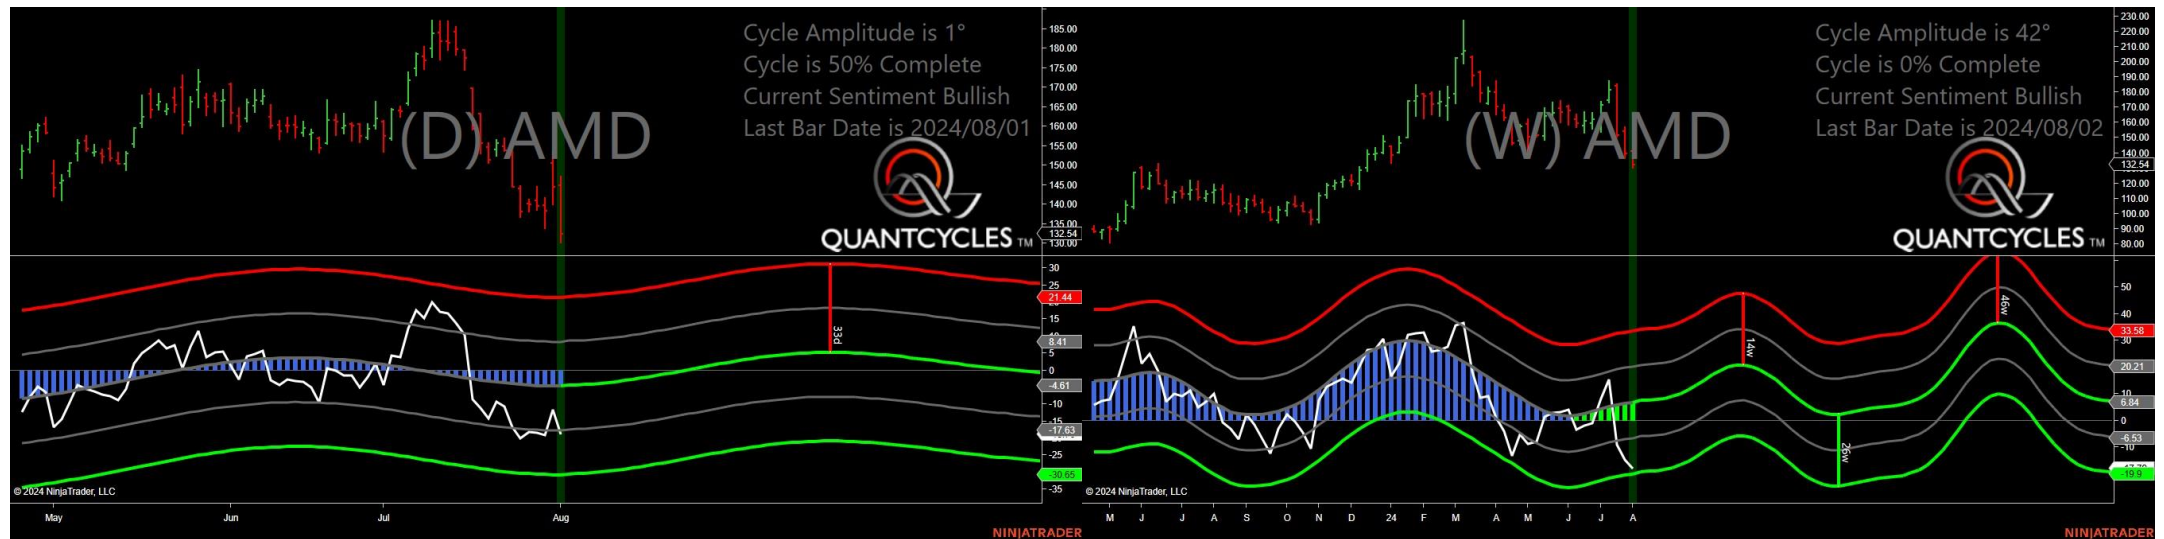 Cycle Amplitude is 1°
Cycle is 50% Complete
Current Sentiment Bullish
Last Bar Date is 2024/08/01
(D) AMD
QUANTCYCLES TM
185.00
180.00
175.00
170.00
165.00
160.00
155.00
150.00
145.00
140.00
135.00
132.54
130.00
30
25
21.44
15
8.41
5
0
-4.61
-10
-15
-17.63
-25
-30.65
-35
33d
© 2024 NinjaTrader, LLC
May Jun Jul Aug
NINJATRADER
Cycle Amplitude is 42°
Cycle is 0% Complete
Current Sentiment Bullish
Last Bar Date is 2024/08/02
(W) AMD
QUANTCYCLES TM
230.00
220.00
210.00
200.00
190.00
180.00
170.00
160.00
150.00
140.00
132.54
120.00
110.00
100.00
90.00
80.00
50
40
33.58
30
20.21
10
6.84
0
-6.53
-10
-19.9
14w
26w
46w
© 2024 NinjaTrader, LLC
M J J A S O N D 24 F M A M J J A
NINJATRADER